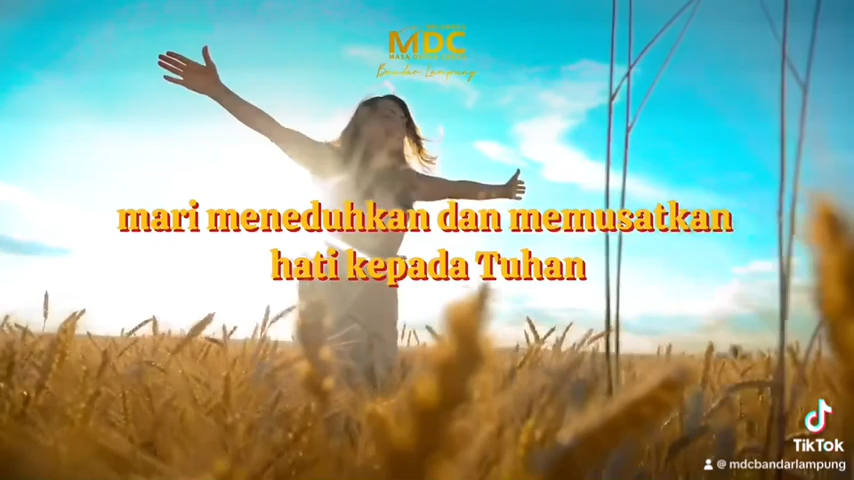 MDC
Bandar Lampung
mari meneduhkan dan memusatkan
hati kepada Tuhan
TikTok
@mdcbandarlampung